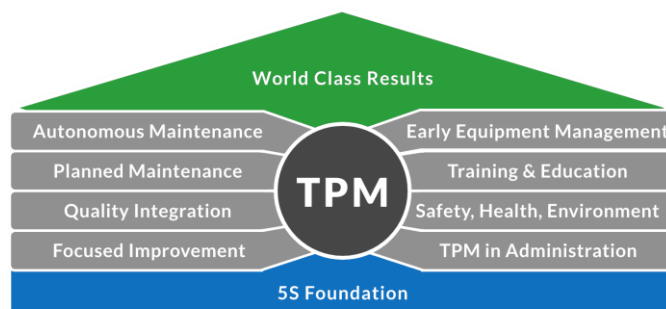 World Class Results
Autonomous Maintenance
Early Equipment Management
Planned Maintenance
Training & Education
TPM
Quality Integration
Safety, Health, Environment
Focused Improvement
TPM in Administration
5S Foundation